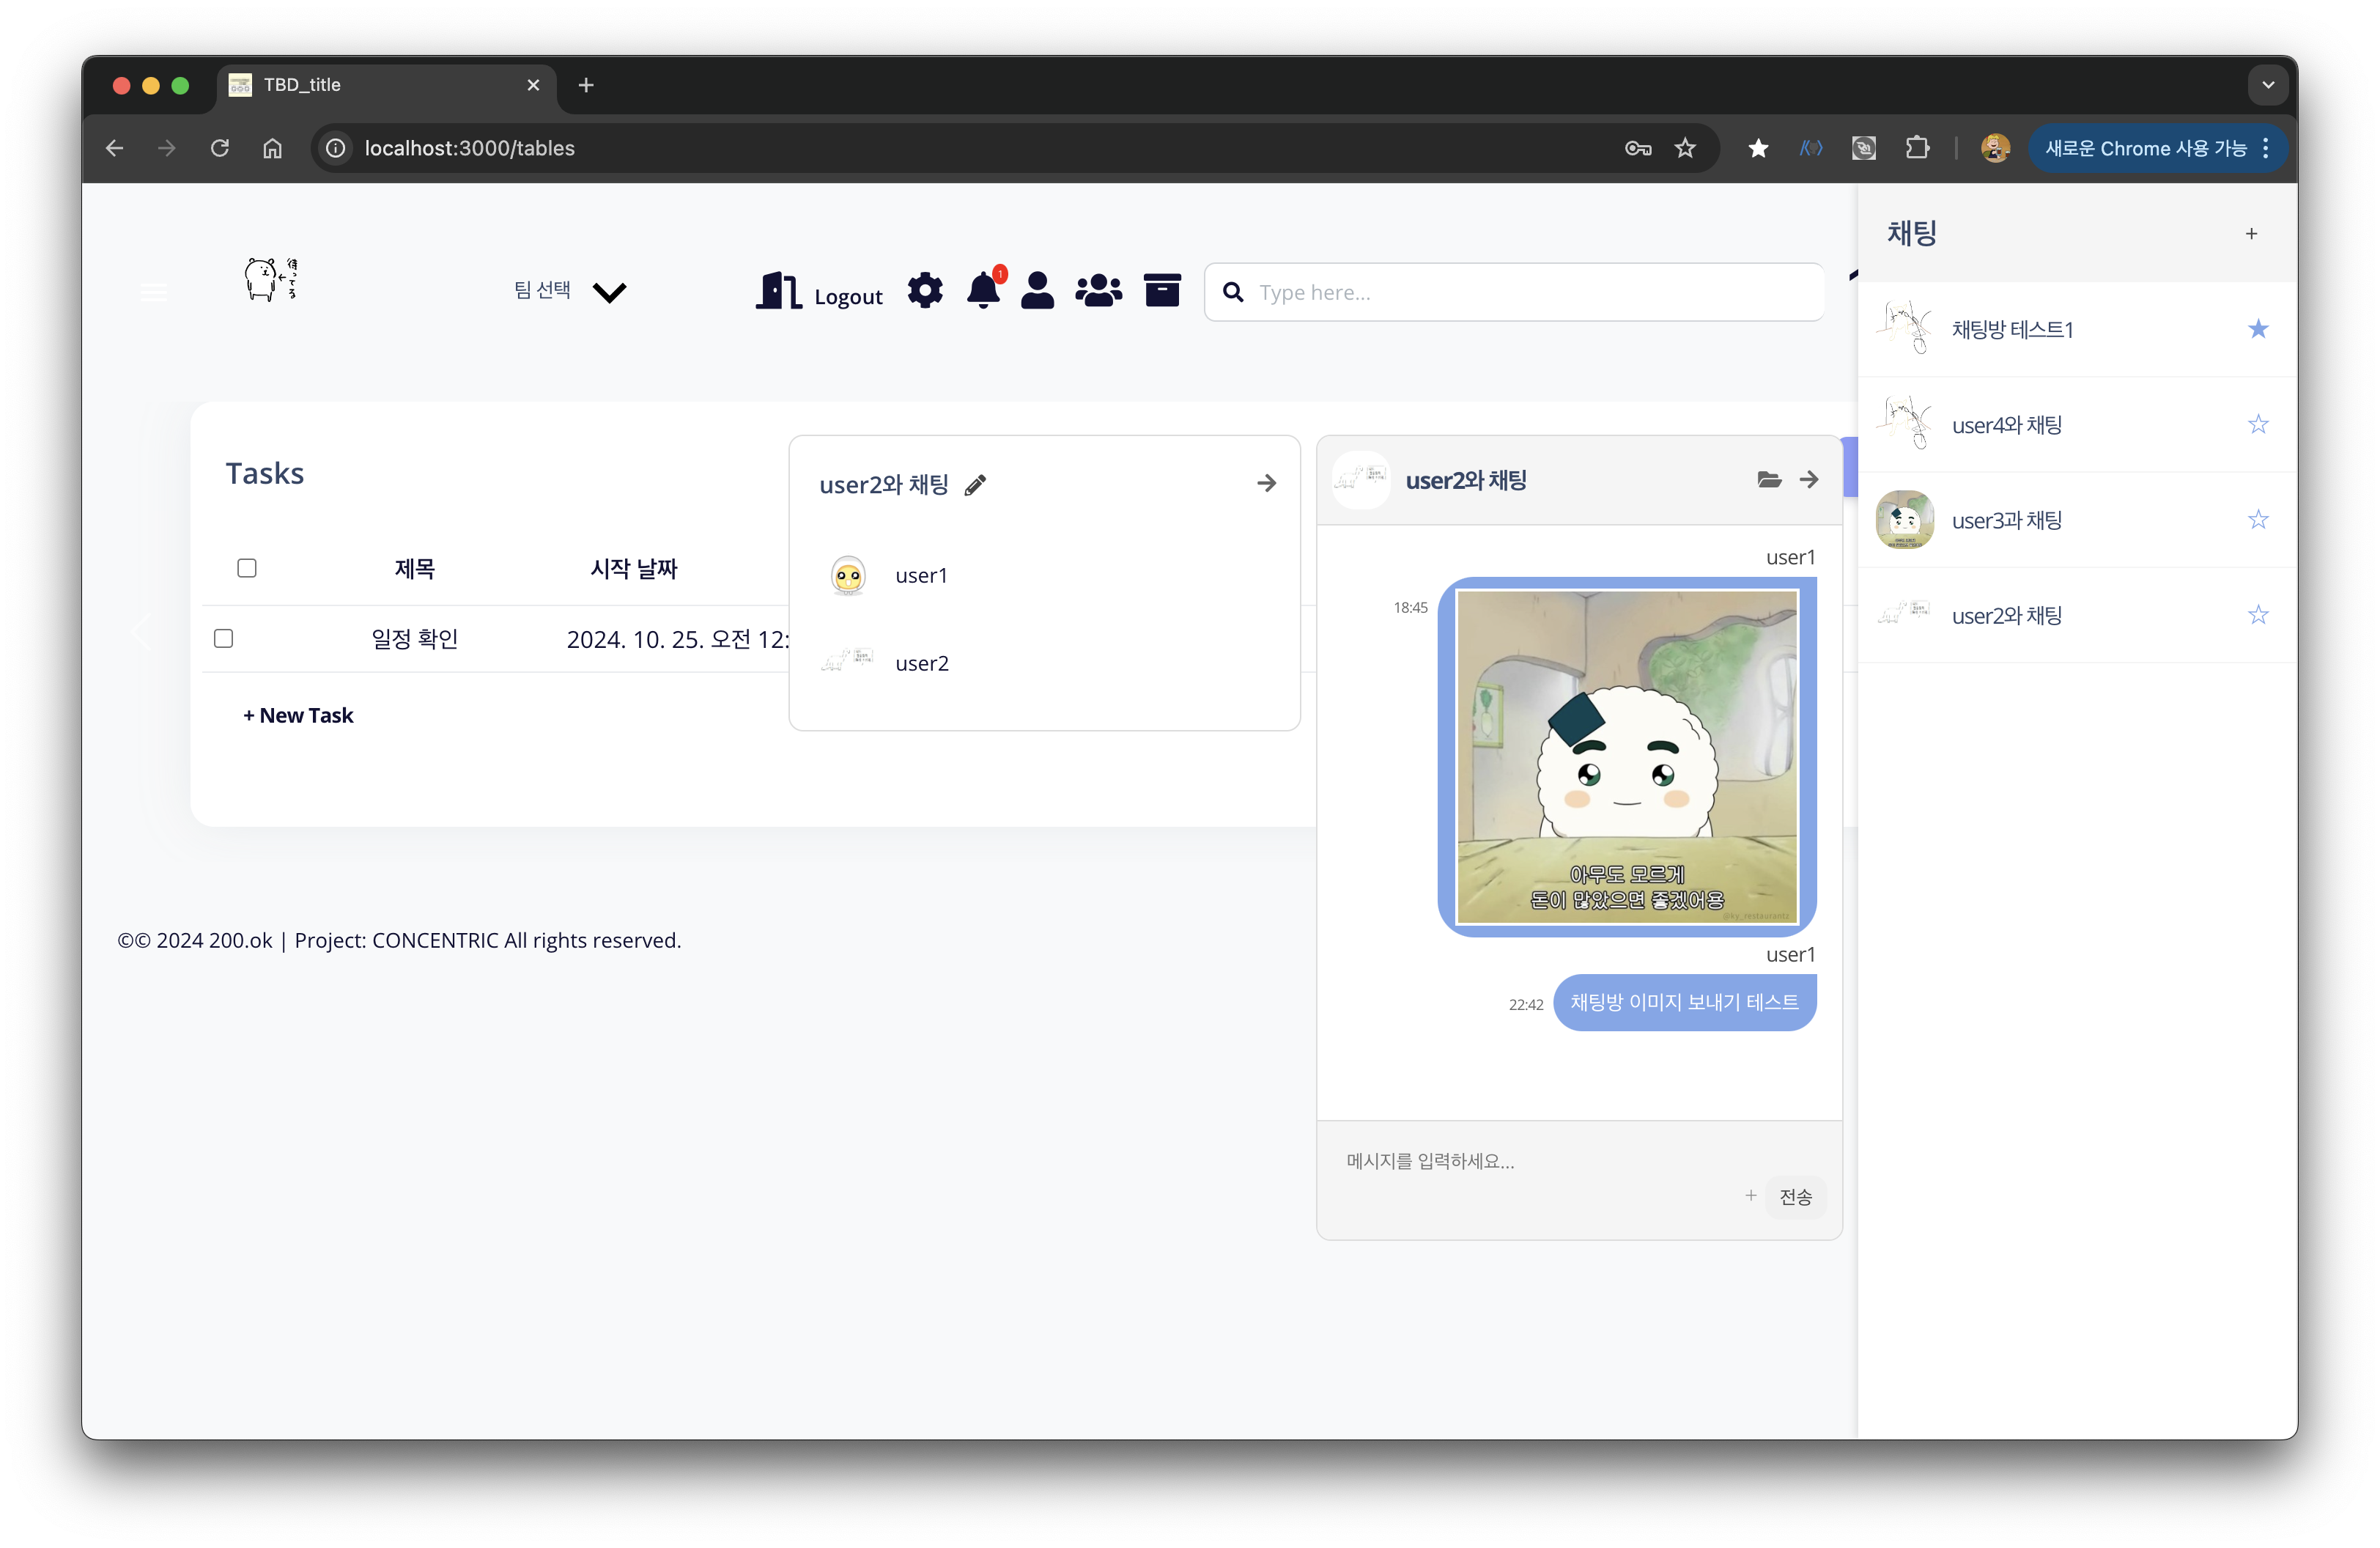 TBD_title
localhost:3000/tables
새로운 Chrome 사용 가능
待ってる
팀 선택
Logout
1
Type here...
채팅
+
채팅방 테스트1
user4와 채팅
user3과 채팅
user2와 채팅
Tasks
제목
시작 날짜
일정 확인
2024. 10. 25. 오전 12:
+ New Task
user2와 채팅
user1
user2
user2와 채팅
user1
18:45
아무도 모르게
돈이 많았으면 좋겠어용
@ky_restaurantz
user1
22:42
채팅방 이미지 보내기 테스트
메시지를 입력하세요...
+
전송
©© 2024 200.ok | Project: CONCENTRIC All rights reserved.